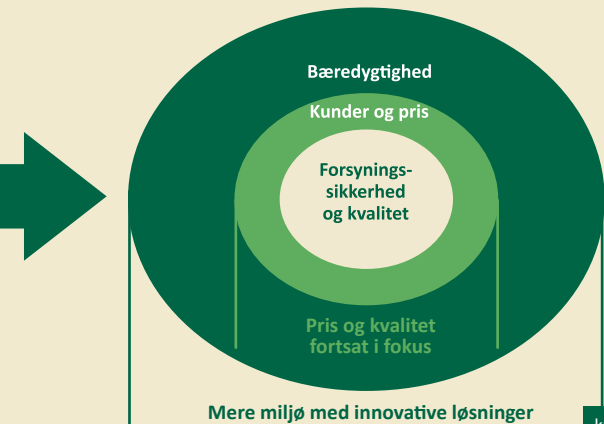 Bæredygtighed
Kunder og pris
Forsynings-
sikkerhed
og kvalitet
Pris og kvalitet
fortsat i fokus
Mere miljø med innovative løsninger